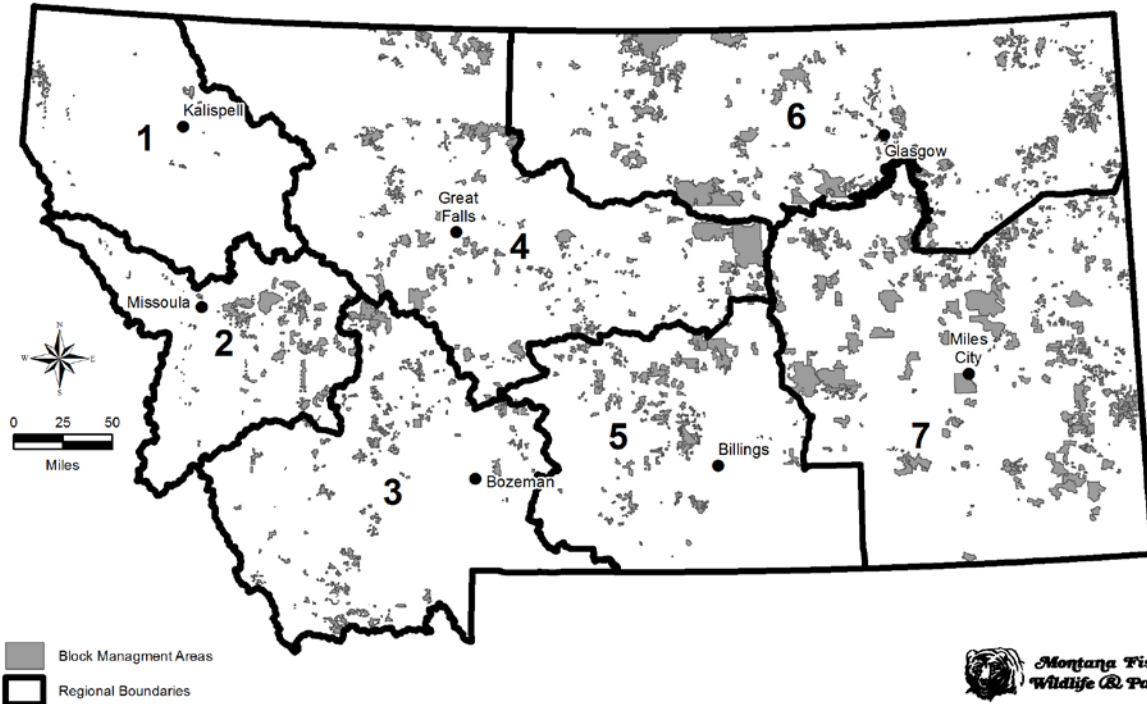 Kalispell
1
6
Glasgow
Great
Falls
4
Missoula
2
N
W
E
S
0 25 50
Miles
Miles
City
5
7
Billings
3
Bozeman
Block Managment Areas
Regional Boundaries
Montana Fis
Wildlife & Pa